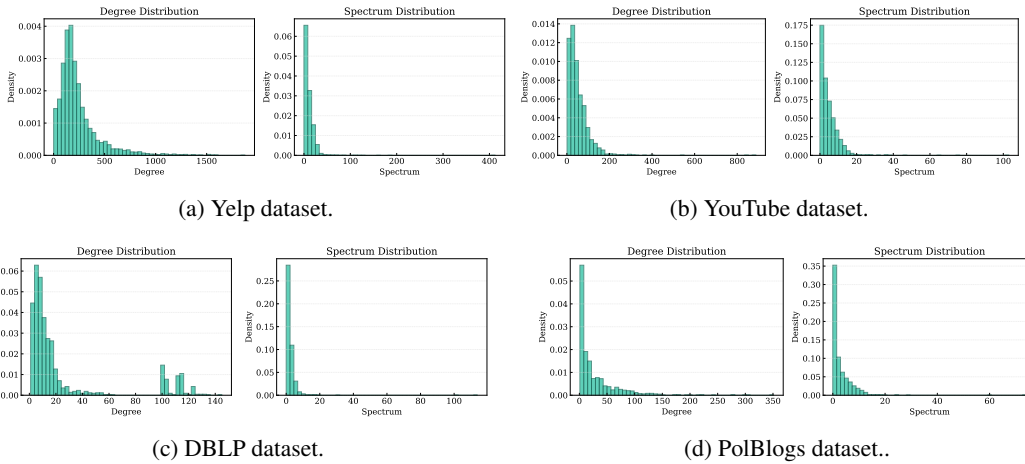 Degree Distribution
0.004
0.003
0.002
0.001
0.000
Density
0 500 1000 1500
Degree
Spectrum Distribution
0.06
0.05
0.04
0.03
0.02
0.01
0.00
Density
0 100 200 300 400
Spectrum
(a) Yelp dataset.
Degree Distribution
0.014
0.012
0.010
0.008
0.006
0.004
0.002
0.000
Density
0 200 400 600 800
Degree
Spectrum Distribution
0.175
0.150
0.125
0.100
0.075
0.050
0.025
0.000
Density
0 20 40 60 80 100
Spectrum
(b) YouTube dataset.
Degree Distribution
0.06
0.05
0.04
0.03
0.02
0.01
0.00
0 20 40 60 80 100 120 140
Degree
Spectrum Distribution
0.25
0.20
0.15
0.10
0.05
0.00
Density
0 20 40 60 80 100
Spectrum
(c) DBLP dataset.
Degree Distribution
0.06
0.05
0.04
0.03
0.02
0.01
0.00
Density
0 50 100 150 200 250 300 350
Degree
Spectrum Distribution
0.35
0.30
0.25
0.20
0.15
0.10
0.05
0.00
Density
0 20 40 60
Spectrum
(d) PolBlogs dataset..